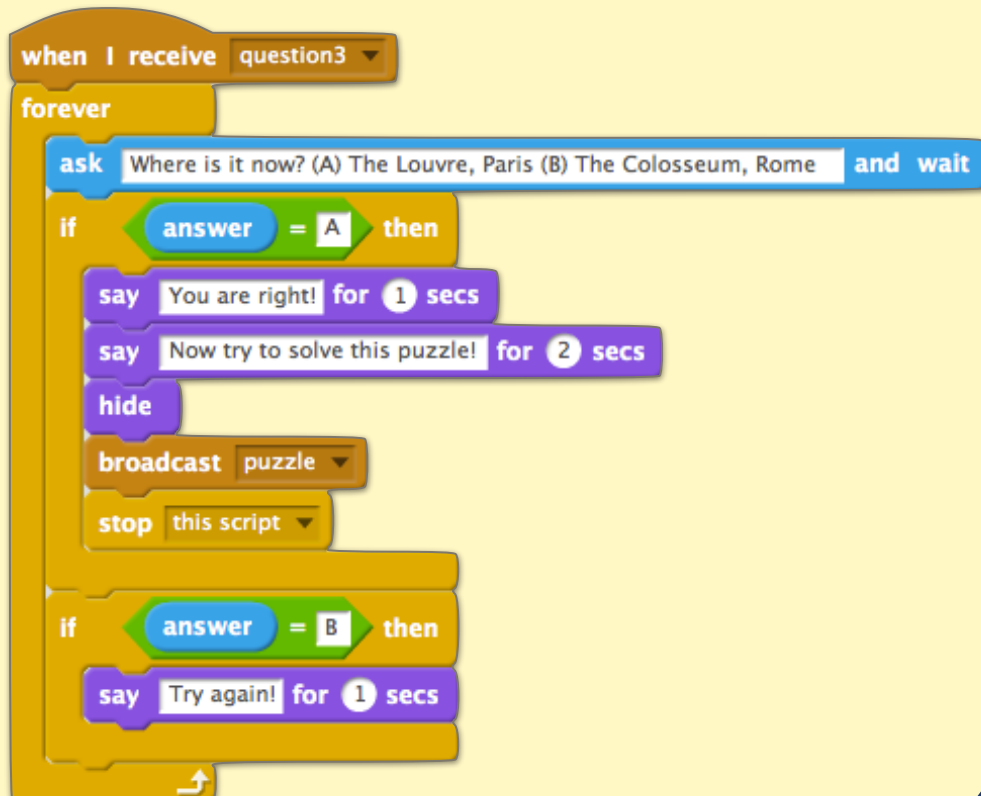 when I receive question3
forever
ask Where is it now? (A) The Louvre, Paris (B) The Colosseum, Rome and wait
if answer = A then
say You are right! for 1 secs
say Now try to solve this puzzle! for 2 secs
hide
broadcast puzzle
stop this script
if answer = B then
say Try again! for 1 secs